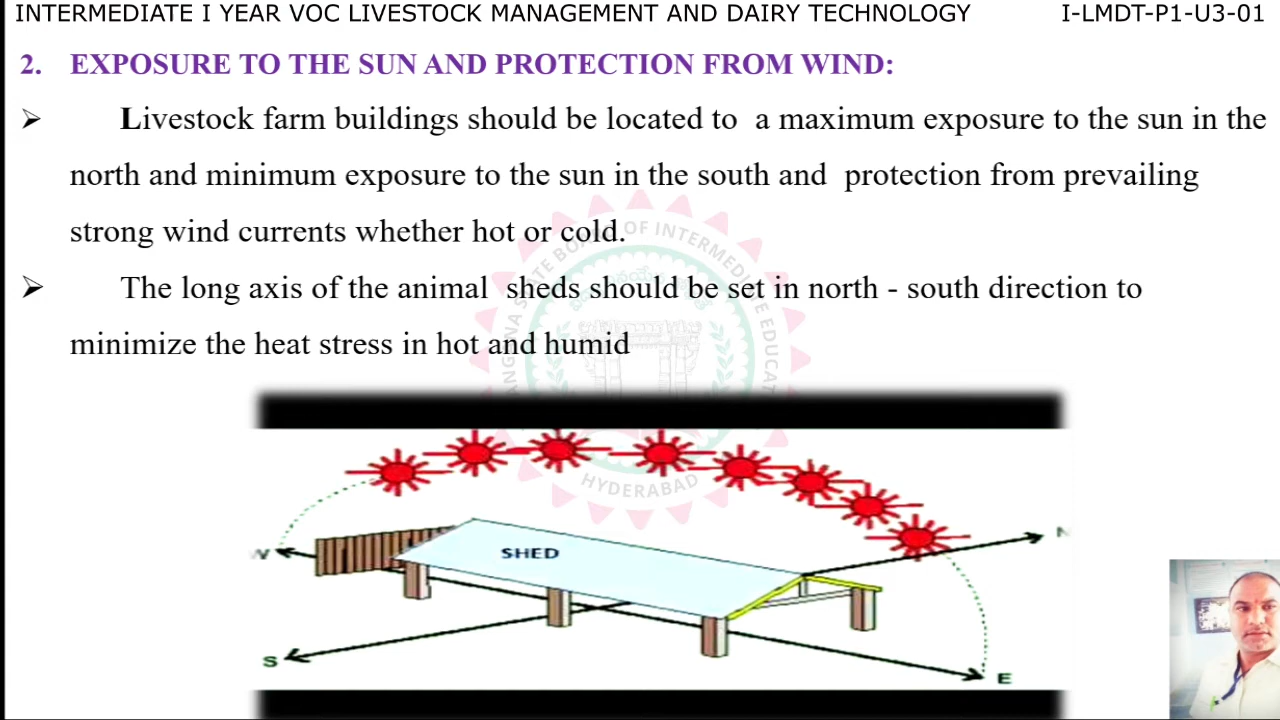 INTERMEDIATE I YEAR VOC LIVESTOCK MANAGEMENT AND DAIRY TECHNOLOGY I-LMDT-P1-U3-01
2. EXPOSURE TO THE SUN AND PROTECTION FROM WIND:
➢ Livestock farm buildings should be located to a maximum exposure to the sun in the
north and minimum exposure to the sun in the south and protection from prevailing
strong wind currents whether hot or cold.
➢ The long axis of the animal sheds should be set in north - south direction to
minimize the heat stress in hot and humid
N
W
SHED
S
E
HYDERABAD